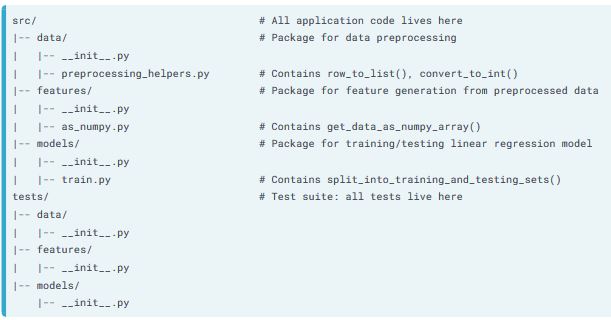 src/                                    # All application code lives here
|-- data/                               # Package for data preprocessing
|   |-- __init__.py
|   |-- preprocessing_helpers.py        # Contains row_to_list(), convert_to_int()
|-- features/                           # Package for feature generation from preprocessed data
|   |-- __init__.py
|   |-- as_numpy.py                     # Contains get_data_as_numpy_array()
|-- models/                             # Package for training/testing linear regression model
|   |-- __init__.py
|   |-- train.py                        # Contains split_into_training_and_testing_sets()
tests/                                  # Test suite: all tests live here
|-- data/
|   |-- __init__.py
|-- features/
|   |-- __init__.py
|-- models/
    |-- __init__.py